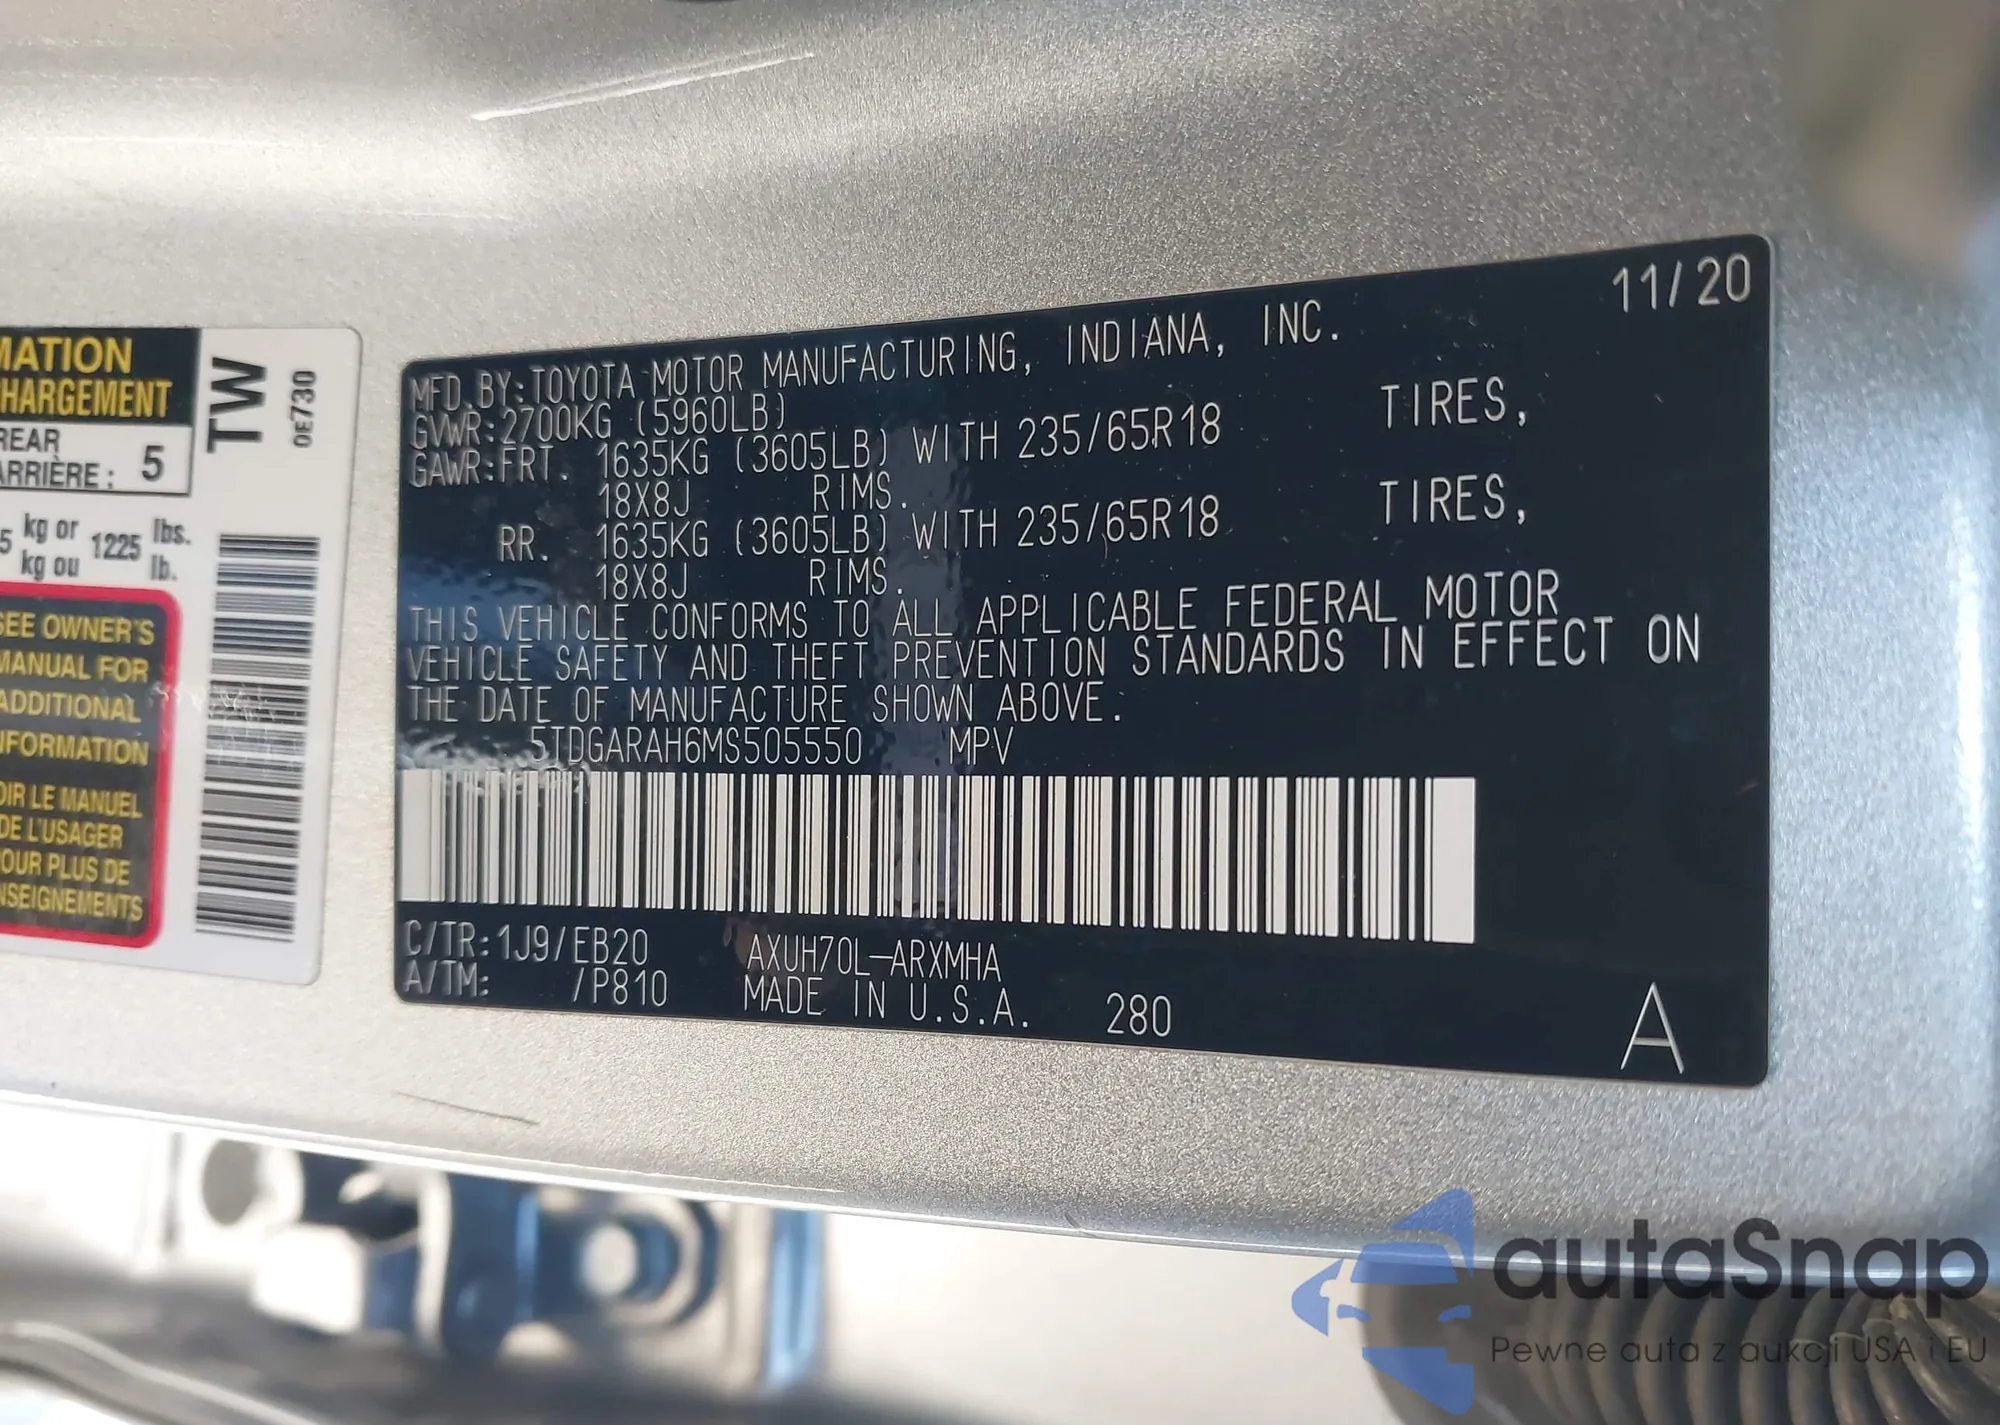 MATION
HARGEMENT
REAR
ARRIÈRE : 5
TW
0E730
5 kg or 1225 lbs.
kg ou lb.
SEE OWNER'S
MANUAL FOR
ADDITIONAL
NFORMATION
OIR LE MANUEL
DE L'USAGER
OUR PLUS DE
NSEIGNEMENTS
11/20
MFD. BY: TOYOTA MOTOR MANUFACTURING, INDIANA, INC.
GVWR: 2700KG (5960LB)
GAWR: FRT. 1635KG (3605LB) WITH 235/65R18 TIRES,
18X8J RIMS.
RR. 1635KG (3605LB) WITH 235/65R18 TIRES,
18X8J RIMS.
THIS VEHICLE CONFORMS TO ALL APPLICABLE FEDERAL MOTOR
VEHICLE SAFETY AND THEFT PREVENTION STANDARDS IN EFFECT ON
THE DATE OF MANUFACTURE SHOWN ABOVE.
5TDGARAH6MS505550 MPV
C/TR: 1J9/EB20 AXUH70L-ARXMHA
A/TM: /P810 MADE IN U.S.A. 280
A
autaSnap
Pewne auta z aukcji USA i EU